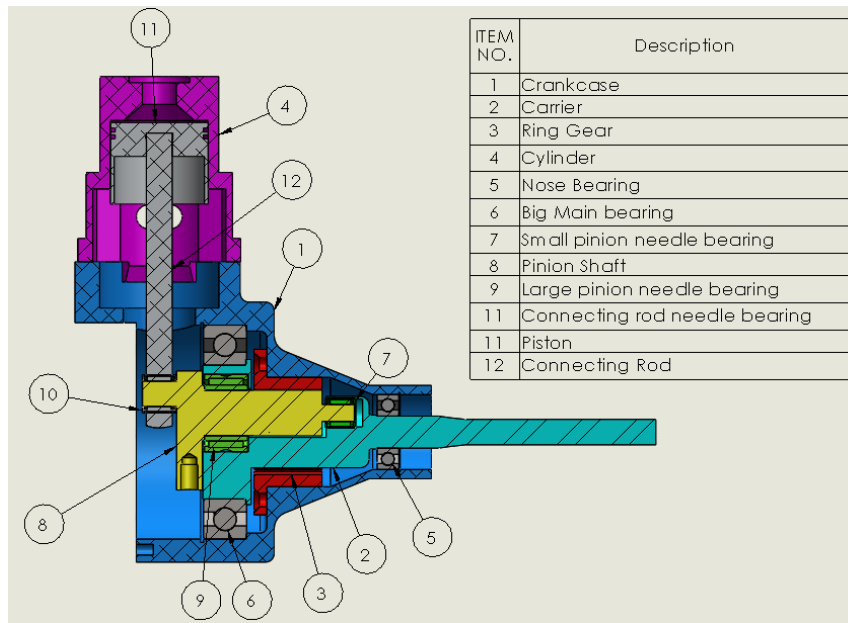 ITEM NO. Description
1 Crankcase
2 Carrier
3 Ring Gear
4 Cylinder
5 Nose Bearing
6 Big Main bearing
7 Small pinion needle bearing
8 Pinion Shaft
9 Large pinion needle bearing
11 Connecting rod needle bearing
11 Piston
12 Connecting Rod
11
4
12
1
7
10
8
9
6
3
2
5